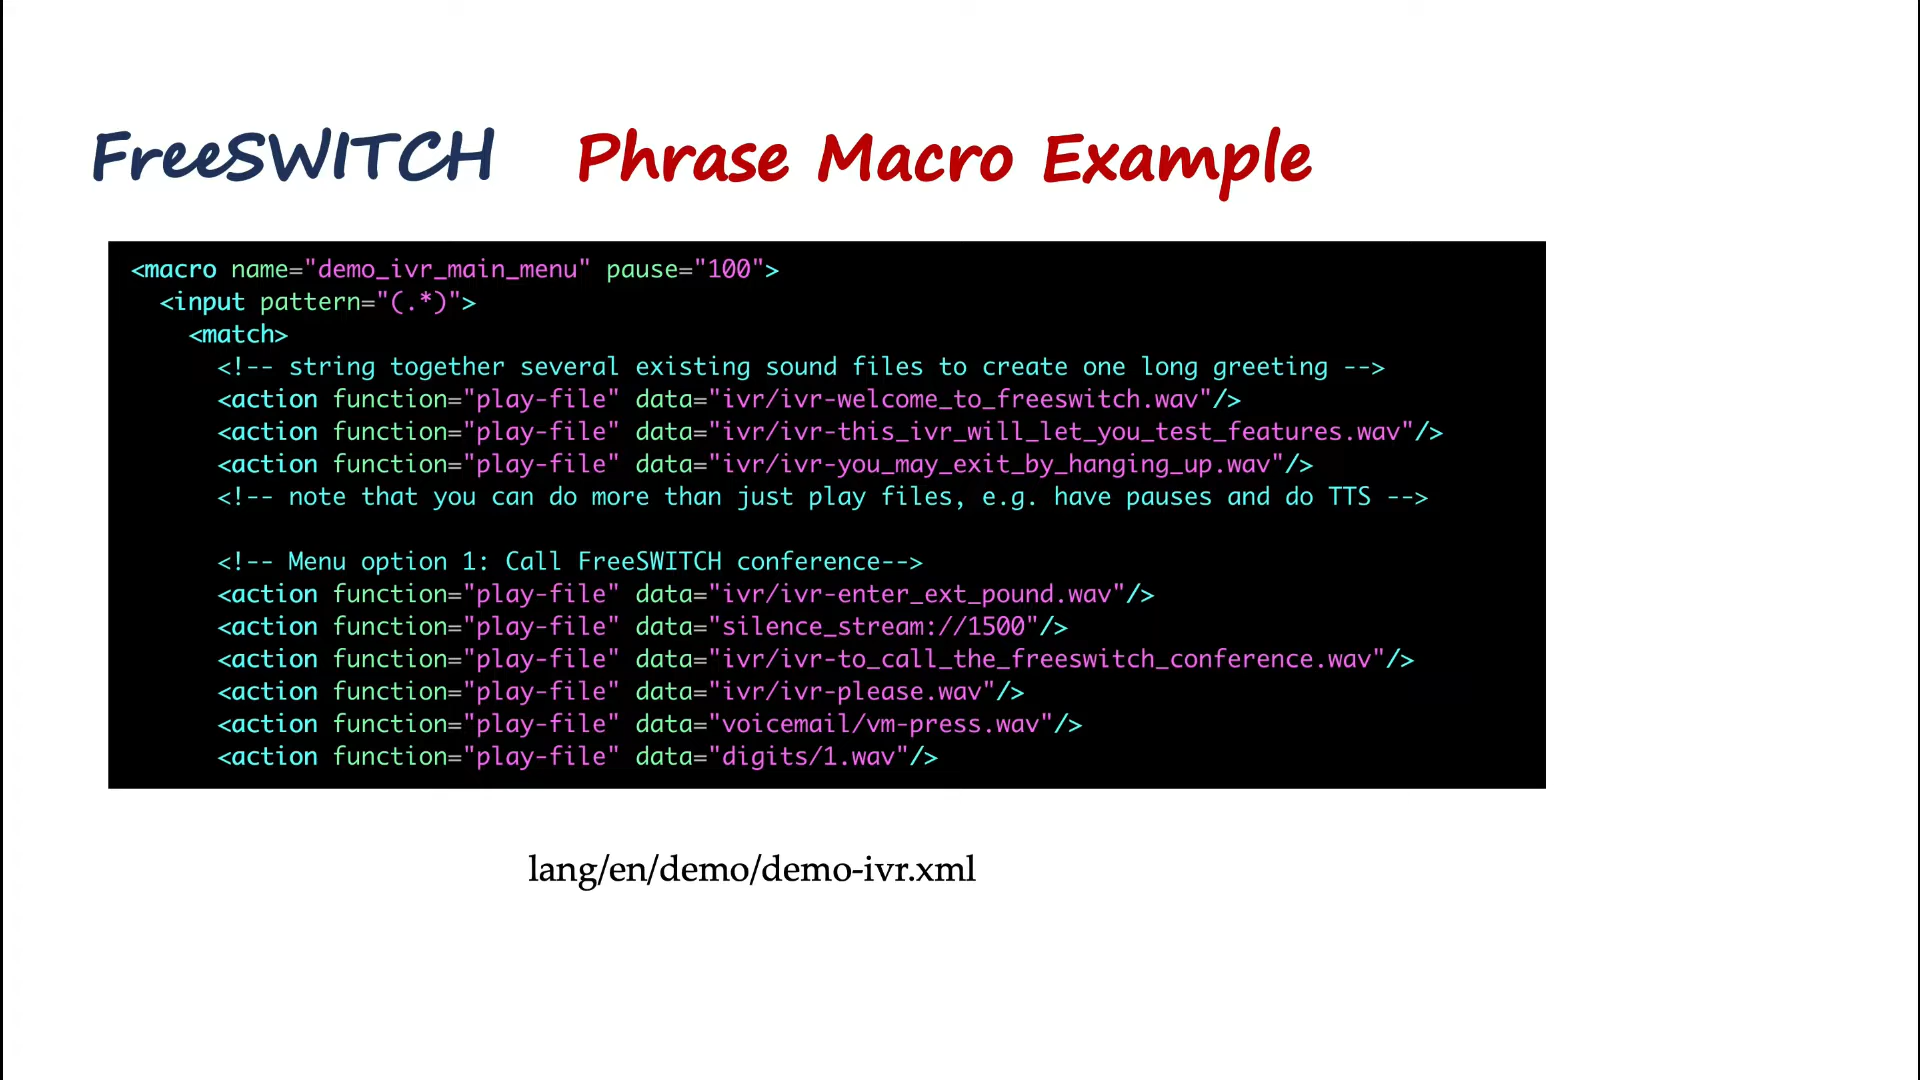 FreeSWITCH Phrase Macro Example
<macro name="demo_ivr_main_menu" pause="100">
<input pattern="(.*)">
<match>
<!-- string together several existing sound files to create one long greeting -->
<action function="play-file" data="ivr/ivr-welcome_to_freeswitch.wav"/>
<action function="play-file" data="ivr/ivr-this_ivr_will_let_you_test_features.wav"/>
<action function="play-file" data="ivr/ivr-you_may_exit_by_hanging_up.wav"/>
<!-- note that you can do more than just play files, e.g. have pauses and do TTS -->
<!-- Menu option 1: Call FreeSWITCH conference-->
<action function="play-file" data="ivr/ivr-enter_ext_pound.wav"/>
<action function="play-file" data="silence_stream://1500"/>
<action function="play-file" data="ivr/ivr-to_call_the_freeswitch_conference.wav"/>
<action function="play-file" data="ivr/ivr-please.wav"/>
<action function="play-file" data="voicemail/vm-press.wav"/>
<action function="play-file" data="digits/1.wav"/>
lang/en/demo/demo-ivr.xml